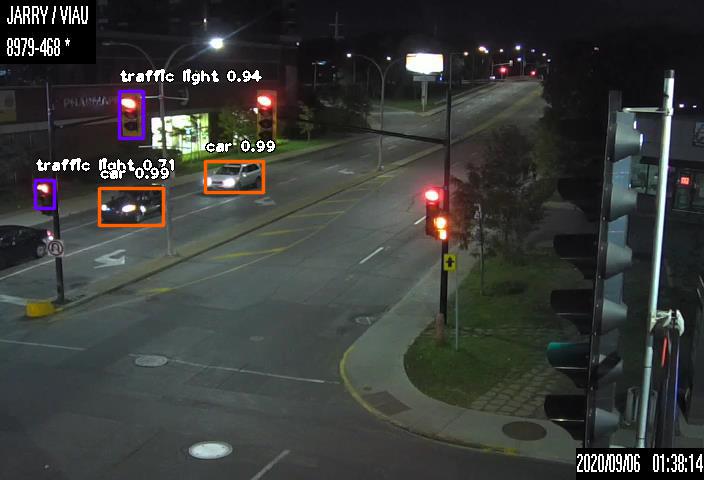 JARRY / VIAU
8979-468 *
traffic light 0.94
PHARMA
car 0.99
traffic light 0.71
car 0.99
2020/09/06 01:38:14